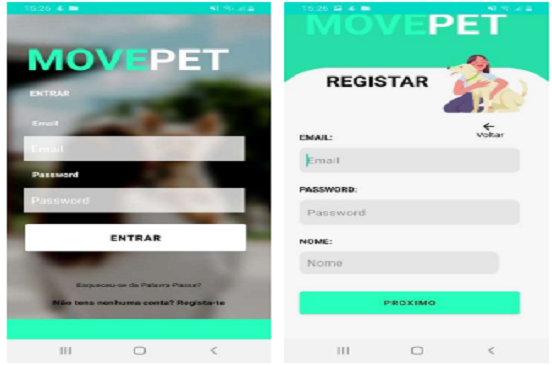 15:26
MOVEPET
ENTRAR
Email
Email
Password
Password
ENTRAR
Esqueceu-se da Palavra-Passe?
Não tens nenhuma conta? Regista-te
15:26
MOVEPET
REGISTAR
Voltar
EMAIL:
Email
PASSWORD:
Password
NOME:
Nome
PROXIMO